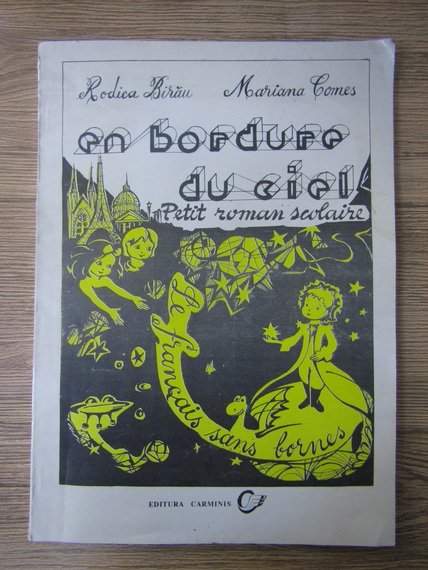 Rodica Birău Mariana Comes
en bordure
du ciel
Petit roman scolaire
Le français sans bornes
EDITURA CARMINIS